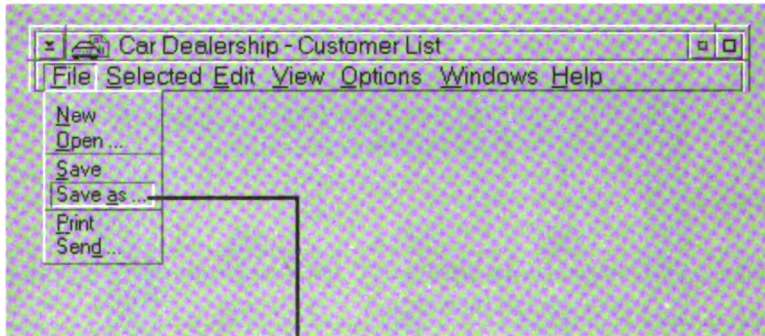 Car Dealership - Customer List
File Selected Edit View Options Windows Help
New
Open ...
Save
Save as ...
Print
Send ...